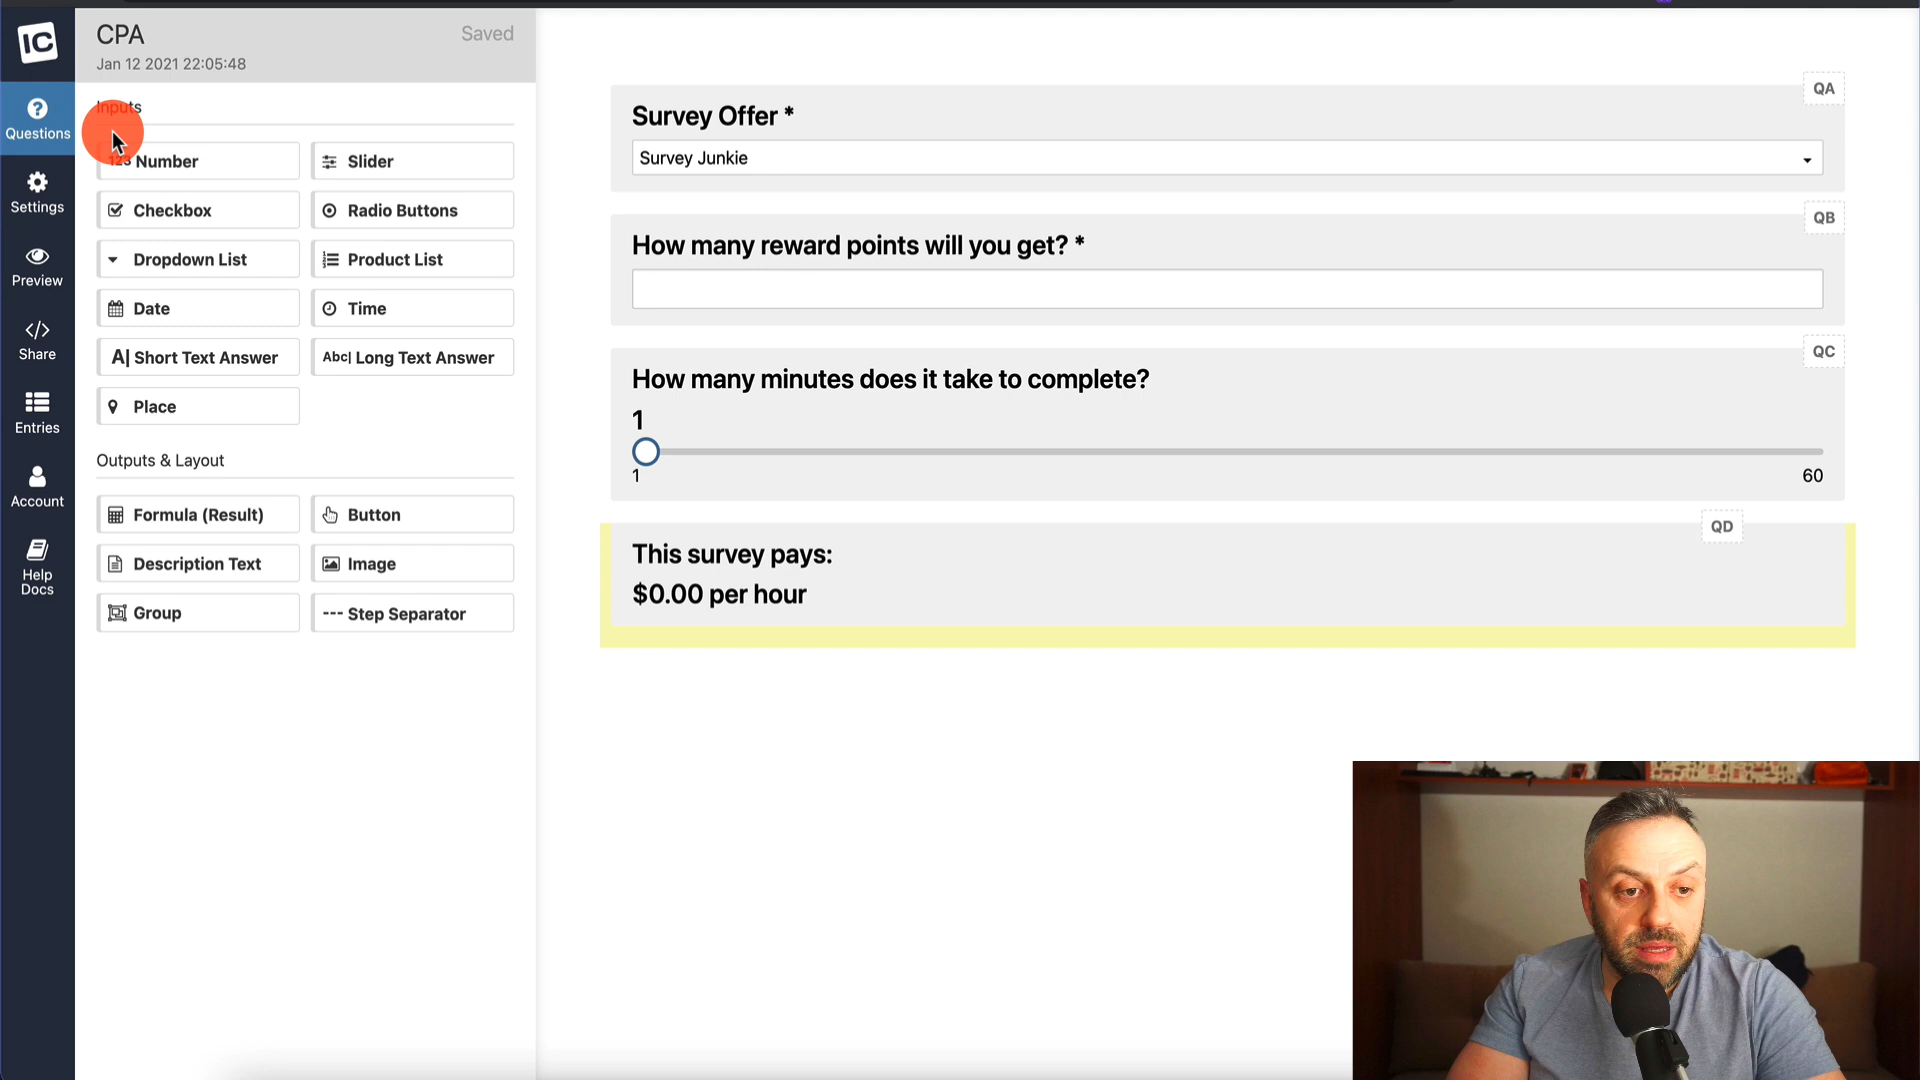 IC
CPA
Saved
Jan 12 2021 22:05:48
Questions
Settings
Preview
Share
Entries
Account
Help
Docs
Inputs
123 Number
Slider
Checkbox
Radio Buttons
Dropdown List
Product List
Date
Time
A| Short Text Answer
Abc| Long Text Answer
Place
Outputs & Layout
Formula (Result)
Button
Description Text
Image
Group
Step Separator
QA
Survey Offer *
Survey Junkie
QB
How many reward points will you get? *
QC
How many minutes does it take to complete?
1
1
60
QD
This survey pays:
$0.00 per hour